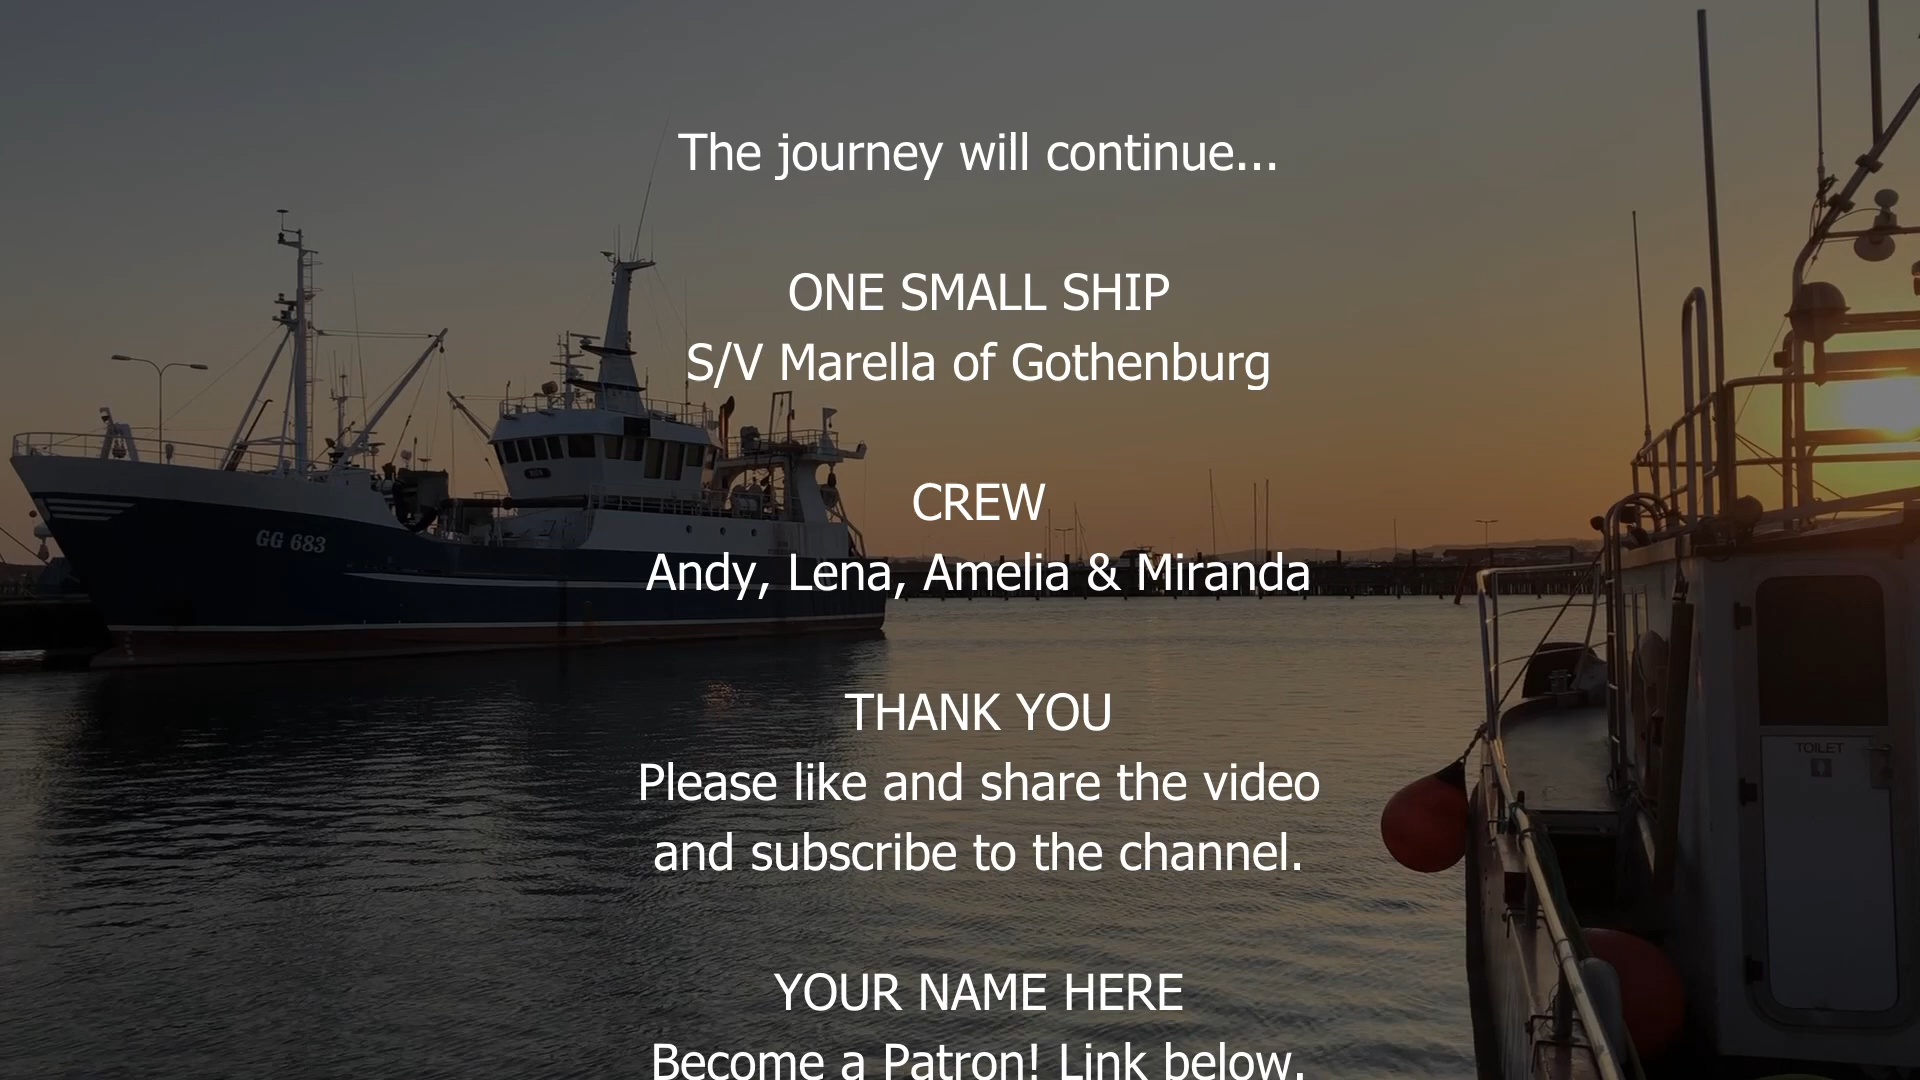 The journey will continue...
ONE SMALL SHIP
S/V Marella of Gothenburg
CREW
Andy, Lena, Amelia & Miranda
GG 683
THANK YOU
Please like and share the video
and subscribe to the channel.
TOILET
YOUR NAME HERE
Become a Patron! Link below.